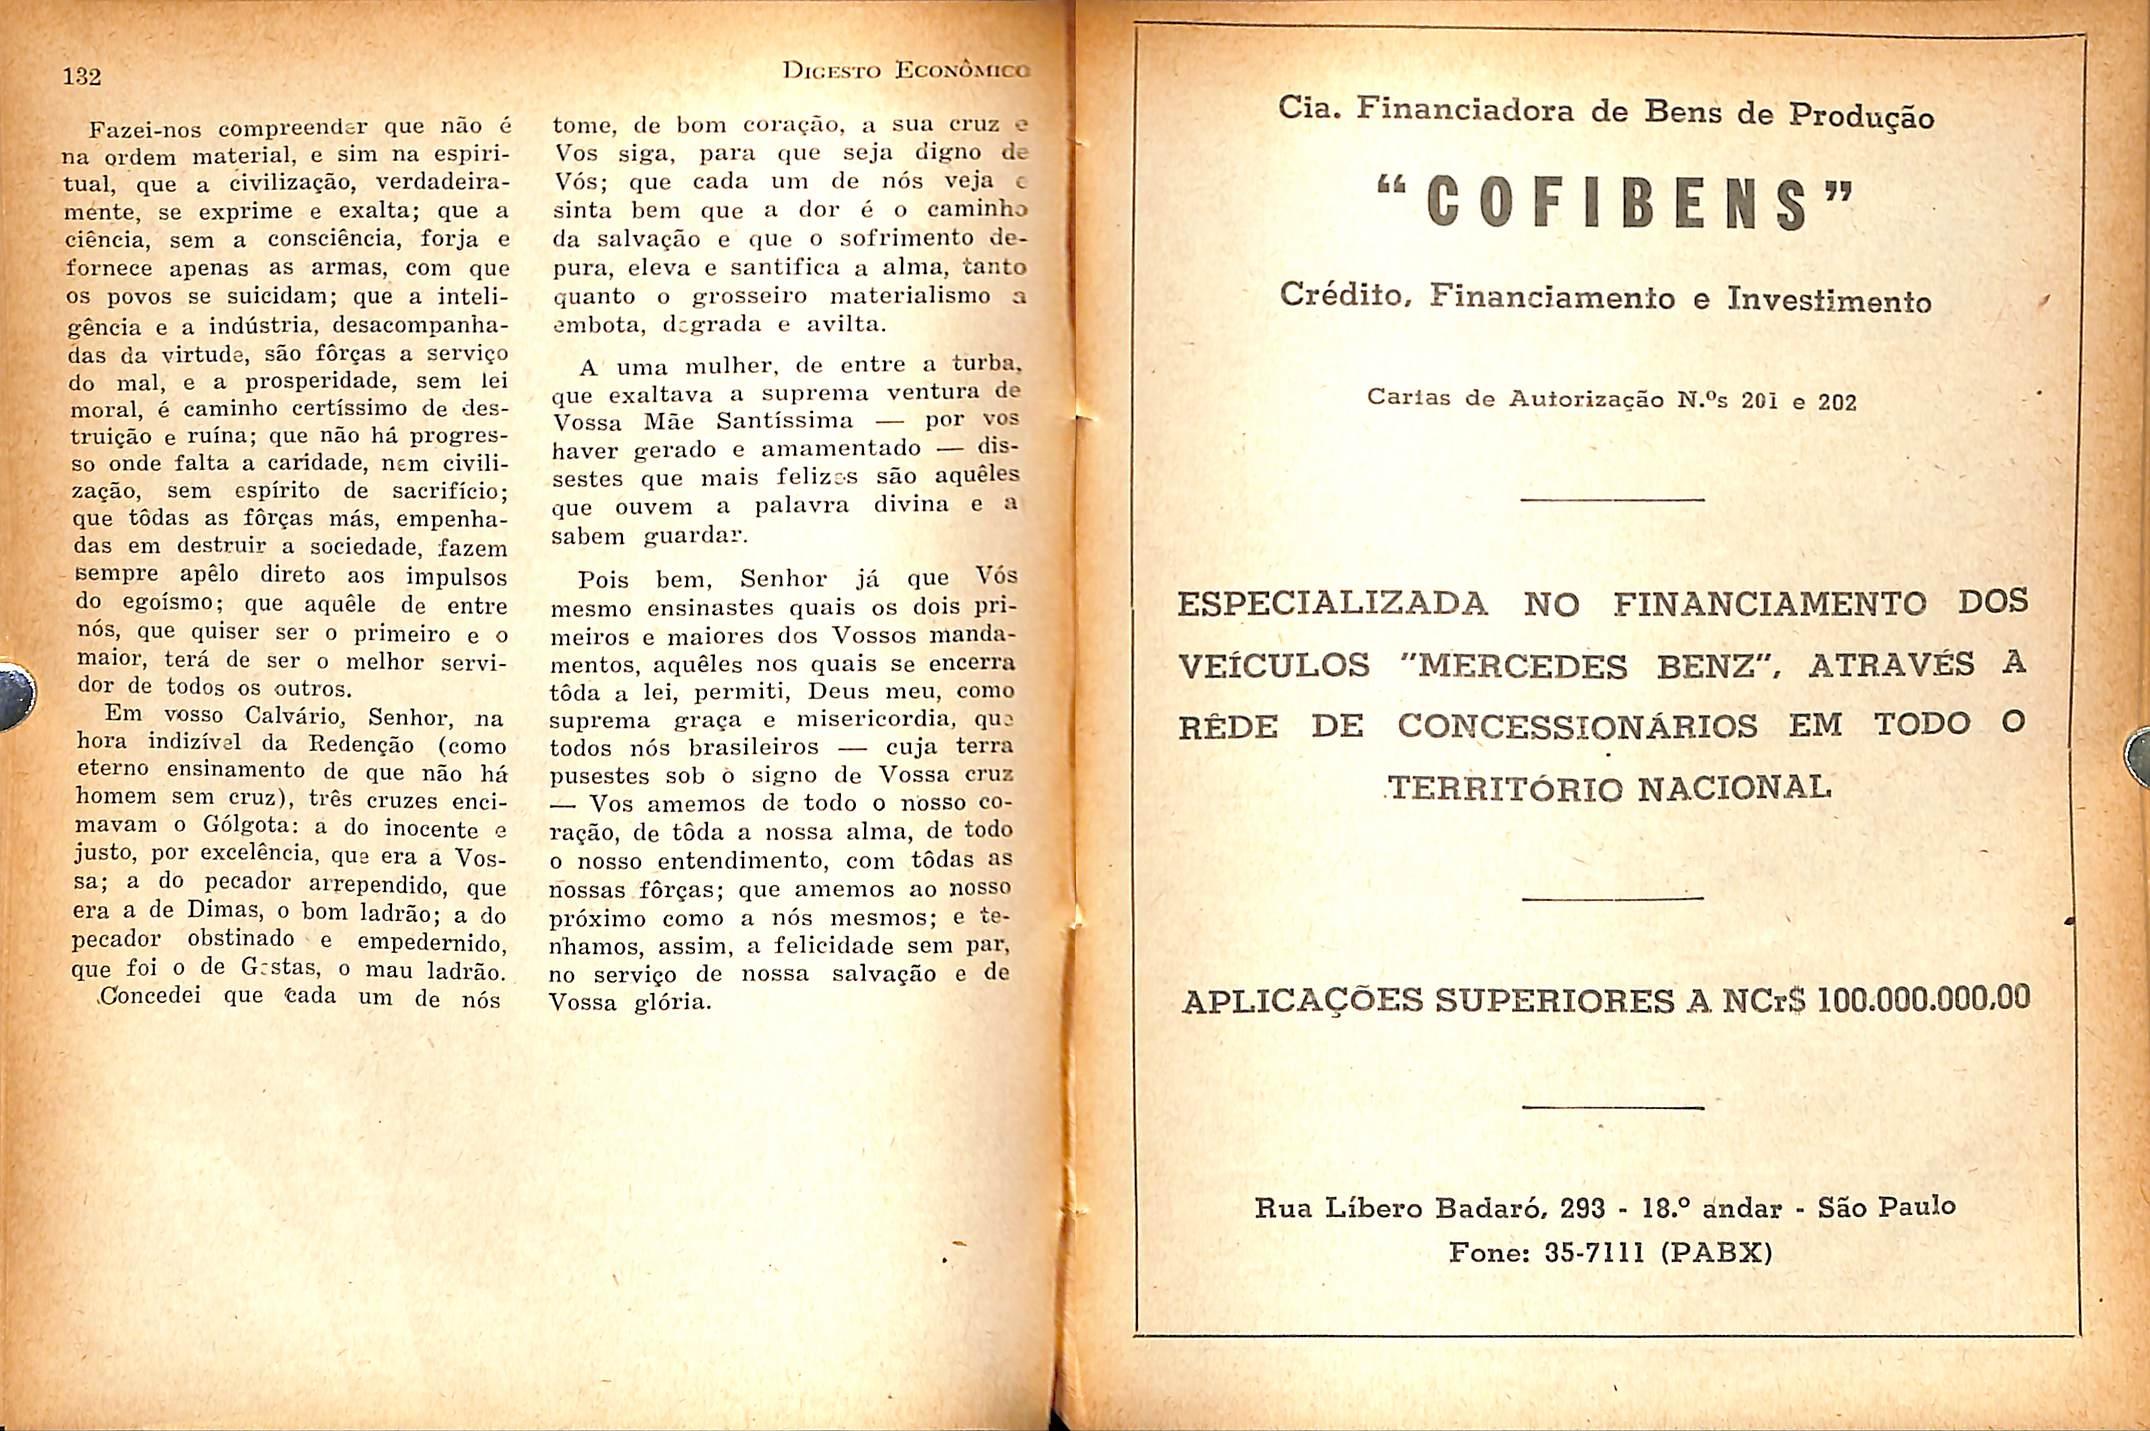 132
DIGESTO ECONÔMICO
Fazei-nos compreender que não é
na ordem material, e sim na espiri-
tual, que a civilização, verdadeira-
mente, se exprime e exalta; que a
ciência, sem a consciência, forja e
fornece apenas as armas, com que
os povos se suicidam; que a inteli-
gência e a indústria, desacompanha-
das da virtude, são fôrças a serviço
do mal, e a prosperidade, sem lei
moral, é caminho certíssimo de des-
truição e ruína; que não há progres-
so onde falta a caridade, nem civili-
zação, sem espírito de sacrifício;
que tôdas as fôrças más, empenha-
das em destruir a sociedade, fazem
sempre apêlo direto aos impulsos
do egoísmo; que aquêle de entre
nós, que quiser ser o primeiro e o
maior, terá de ser o melhor servi-
dor de todos os outros.
Em vosso Calvário, Senhor, na
hora indizível da Redenção (como
eterno ensinamento de que não há
homem sem cruz), três cruzes enci-
mavam o Gólgota: a do inocente e
justo, por excelência, que era a Vos-
sa; a do pecador arrependido, que
era a de Dimas, o bom ladrão; a do
pecador obstinado e empedernido,
que foi o de Gestas, o mau ladrão.
Concedei que cada um de nós
tome, de bom coração, a sua cruz e
Vos siga, para que seja digno de
Vós; que cada um de nós veja e
sinta bem que a dor é o caminho
da salvação e que o sofrimento de-
pura, eleva e santifica a alma, tanto
quanto o grosseiro materialismo a
embota, degrada e avilta.
A uma mulher, de entre a turba,
que exaltava a suprema ventura de
Vossa Mãe Santíssima — por vos
haver gerado e amamentado — dis-
sestes que mais felizes são aquêles
que ouvem a palavra divina e a
sabem guardar.
Pois bem, Senhor já que Vós
mesmo ensinastes quais os dois pri-
meiros e maiores dos Vossos manda-
mentos, aquêles nos quais se encerra
tôda a lei, permiti, Deus meu, como
suprema graça e misericordia, que
todos nós brasileiros — cuja terra
pusestes sob o signo de Vossa cruz
— Vos amemos de todo o nosso co-
ração, de tôda a nossa alma, de todo
o nosso entendimento, com tôdas as
nossas fôrças; que amemos ao nosso
próximo como a nós mesmos; e te-
nhamos, assim, a felicidade sem par,
no serviço de nossa salvação e de
Vossa glória.
Cia. Financiadora de Bens de Produção
“COFIBENS”
Crédito, Financiamento e Investimento
Cartas de Autorização N.ºs 201 e 202
ESPECIALIZADA NO FINANCIAMENTO DOS
VEÍCULOS "MERCEDES BENZ", ATRAVÉS A
RÊDE DE CONCESSIONÁRIOS EM TODO O
TERRITÓRIO NACIONAL
APLICAÇÕES SUPERIORES A NCr$ 100.000.000,00
Rua Líbero Badaró, 293 - 18.º andar - São Paulo
Fone: 35-7111 (PABX)